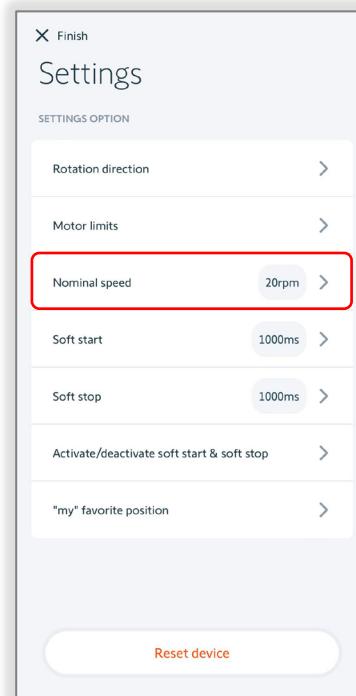 Finish
Settings
SETTINGS OPTION
Rotation direction
Motor limits
Nominal speed 20rpm
Soft start 1000ms
Soft stop 1000ms
Activate/deactivate soft start & soft stop
"my" favorite position
Reset device